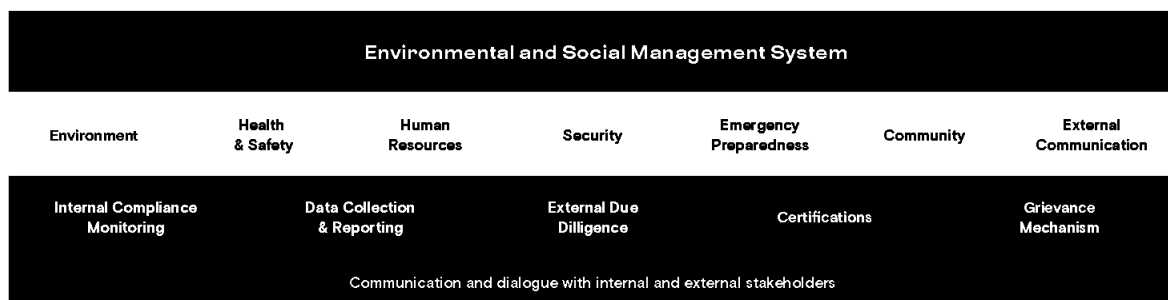 Environmental and Social Management System
Environment
Health
& Safety
Human
Resources
Security
Emergency
Preparedness
Community
External
Communication
Internal Compliance
Monitoring
Data Collection
& Reporting
External Due
Dilligence
Certifications
Grievance
Mechanism
Communication and dialogue with internal and external stakeholders